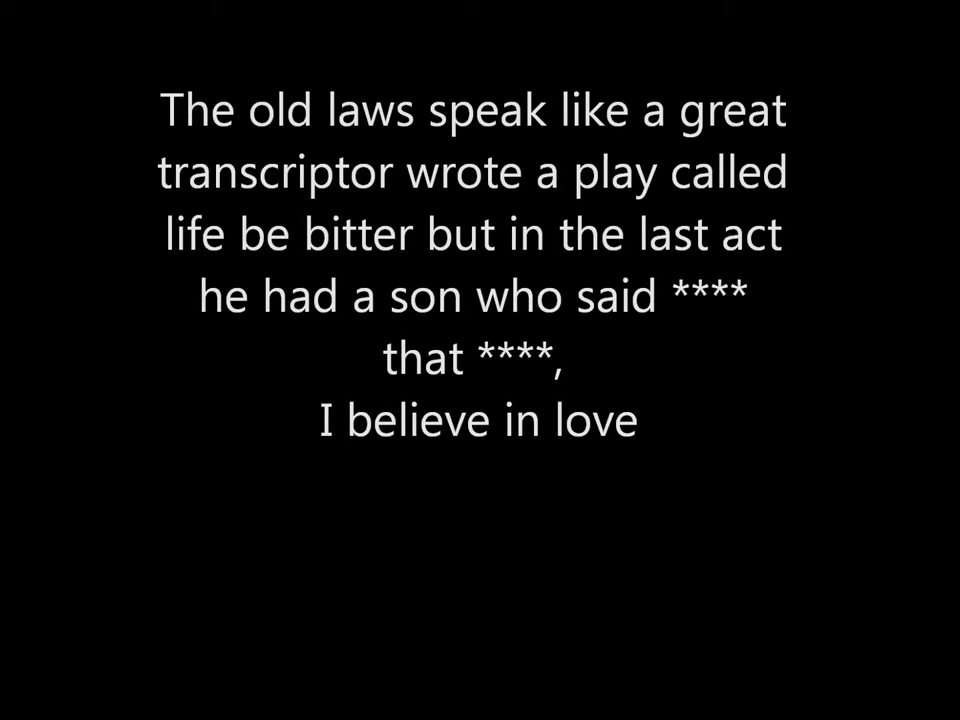 The old laws speak like a great
transcriptor wrote a play called
life be bitter but in the last act
he had a son who said ****
that ****,
I believe in love